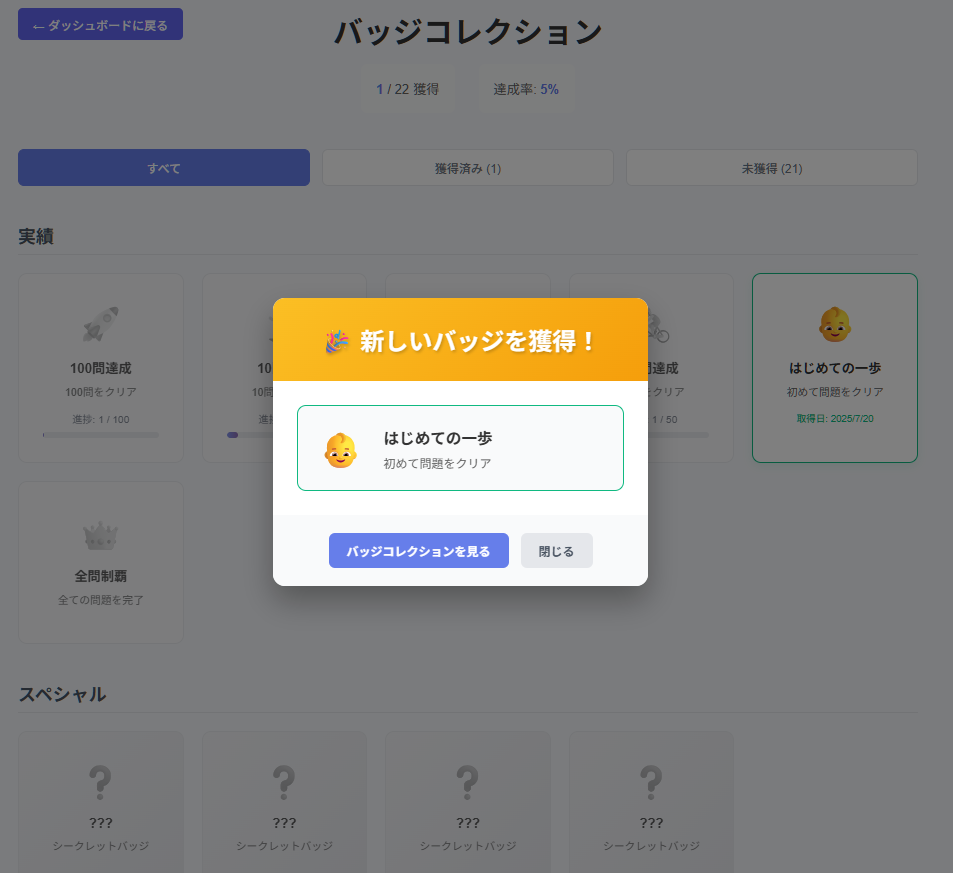 ← ダッシュボードに戻る
バッジコレクション
1 / 22 獲得
達成率: 5%
すべて
獲得済み (1)
未獲得 (21)
実績
100問達成
100問をクリア
進捗: 1 / 100
10
10問
進捗
問達成
クリア
1 / 50
はじめての一歩
初めて問題をクリア
取得日: 2025/7/20
🎉 新しいバッジを獲得！
はじめての一歩
初めて問題をクリア
バッジコレクションを見る
閉じる
全問制覇
全ての問題を完了
スペシャル
???
シークレットバッジ
???
シークレットバッジ
???
シークレットバッジ
???
シークレットバッジ